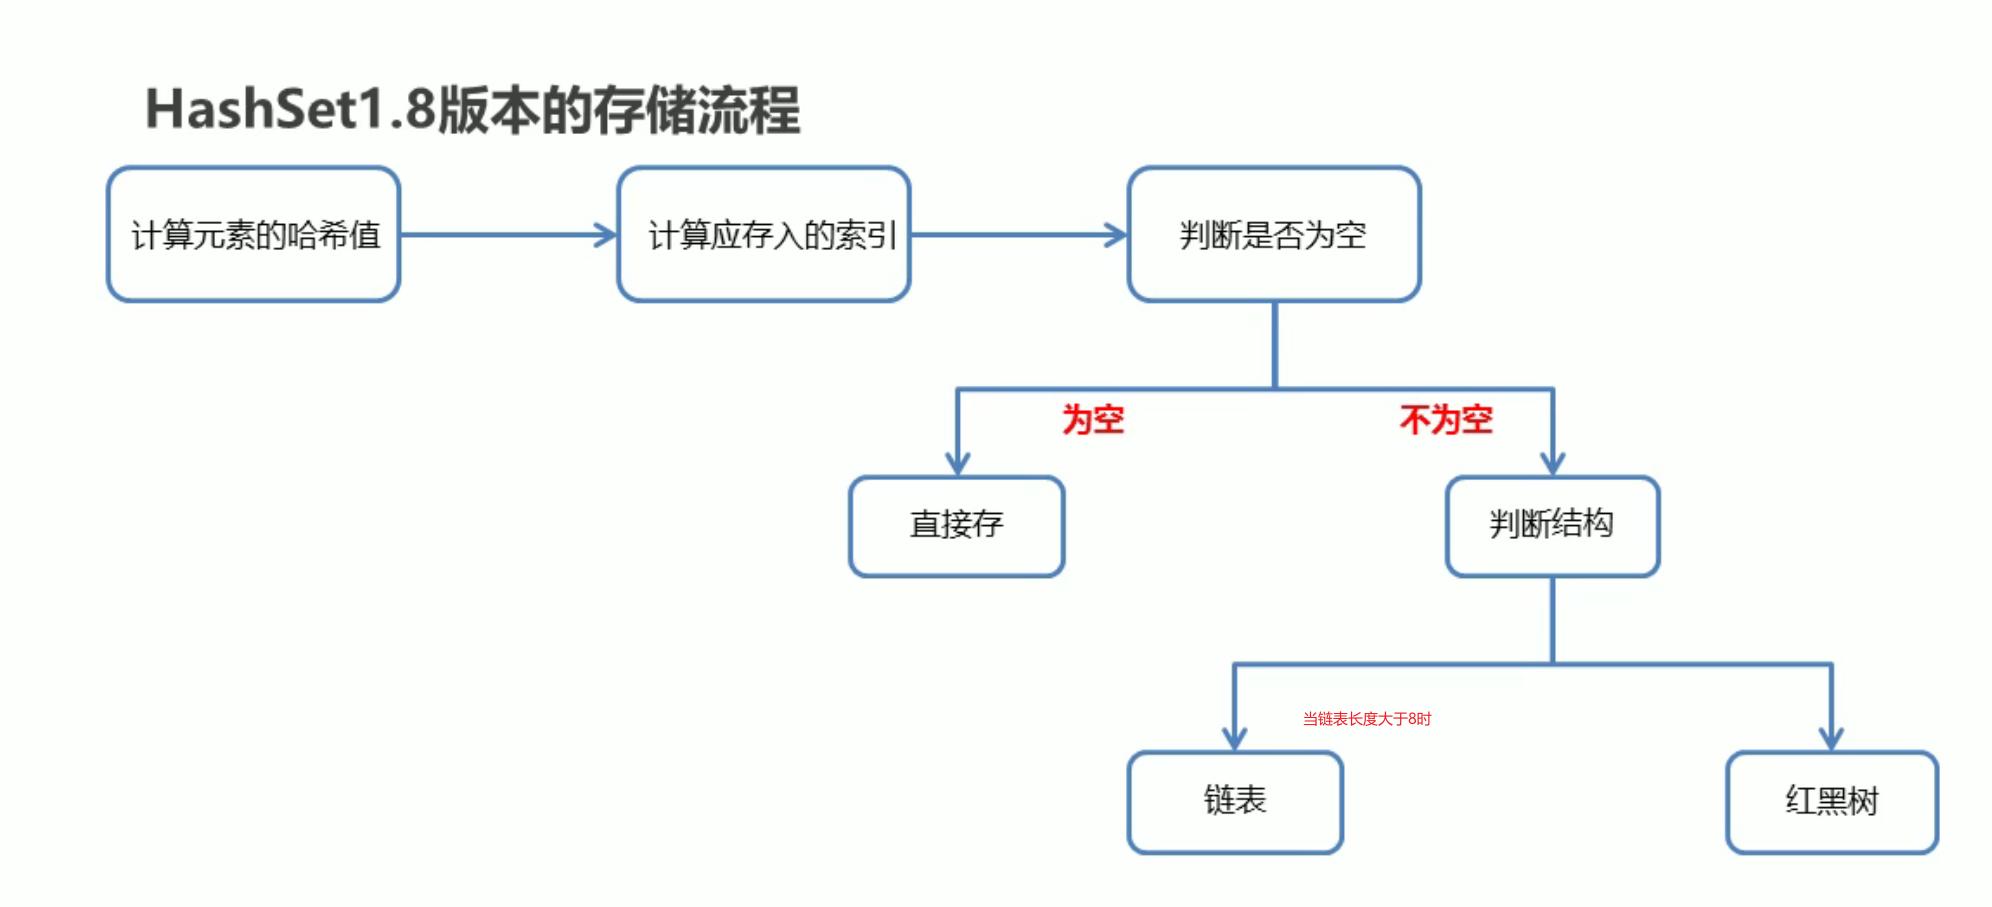 HashSet1.8版本的存储流程
计算元素的哈希值
计算应存入的索引
判断是否为空
为空
不为空
直接存
判断结构
当链表长度大于8时
链表
红黑树